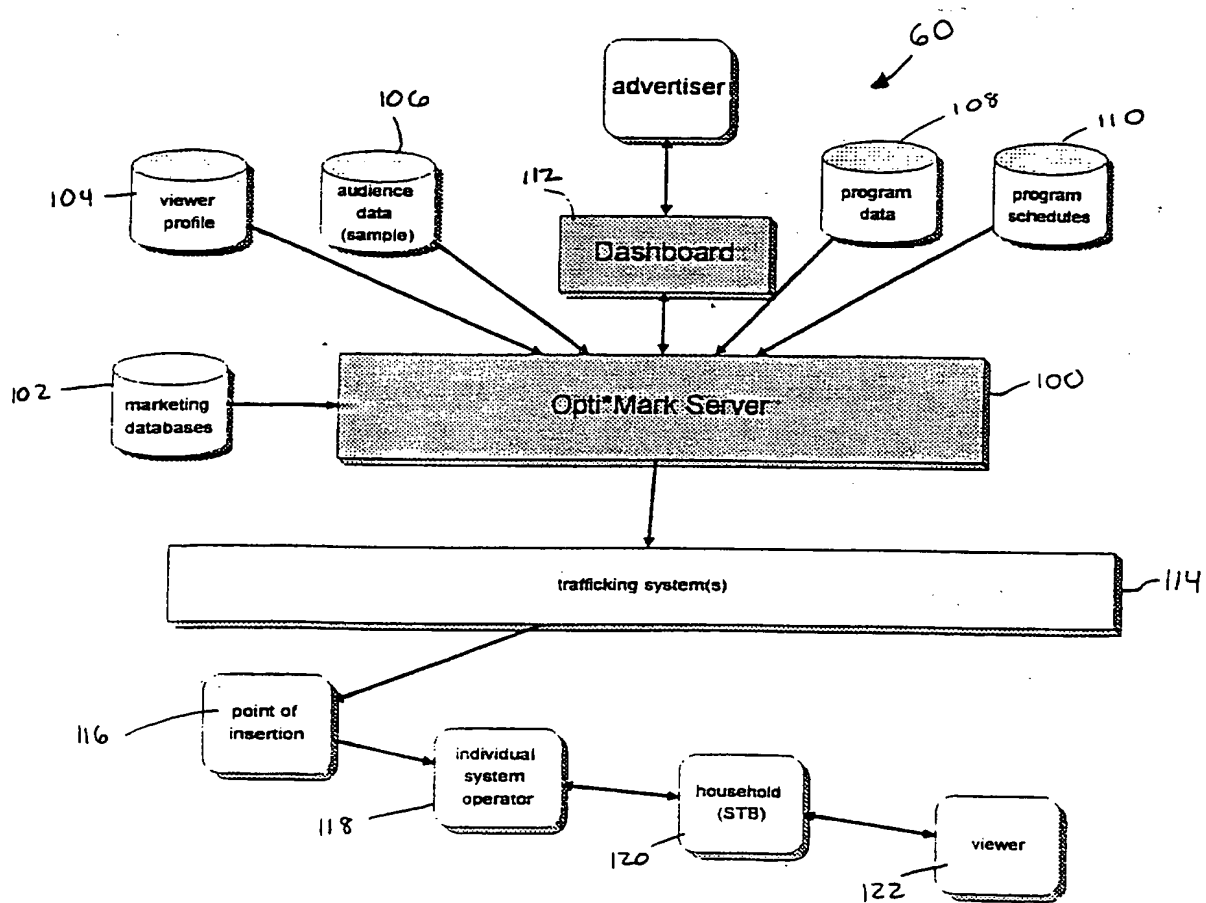 60
advertiser
106
108
110
104
viewer
profile
audience
data
(sample)
112
program
data
program
schedules
Dashboard
102
marketing
databases
Opti*Mark Server
100
trafficking system(s)
114
116
point of
insertion
individual
system
operator
118
household
(STB)
120
viewer
122